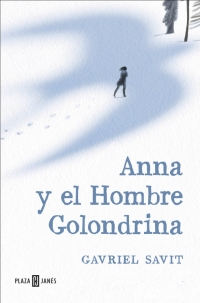 Anna
y el Hombre
Golondrina
GAVRIEL SAVIT
PLAZA JANÉS